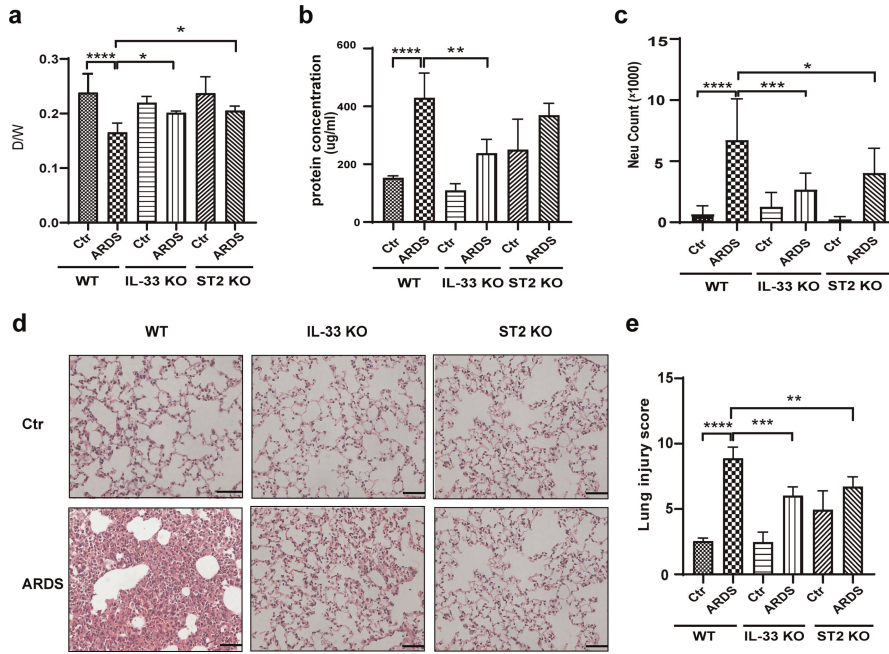 a
D/W
0.3
0.2
0.1
0.0
****
*
*
Ctr
ARDS
Ctr
ARDS
Ctr
ARDS
WT
IL-33 KO
ST2 KO
b
protein concentration
(ug/ml)
600
400
200
0
****
**
Ctr
ARDS
Ctr
ARDS
Ctr
ARDS
WT
IL-33 KO
ST2 KO
c
Neu Count (×1000)
15
10
5
0
****
***
*
Ctr
ARDS
Ctr
ARDS
Ctr
ARDS
WT
IL-33 KO
ST2 KO
d
WT
IL-33 KO
ST2 KO
Ctr
ARDS
e
Lung injury score
15
10
5
0
****
***
**
Ctr
ARDS
Ctr
ARDS
Ctr
ARDS
WT
IL-33 KO
ST2 KO